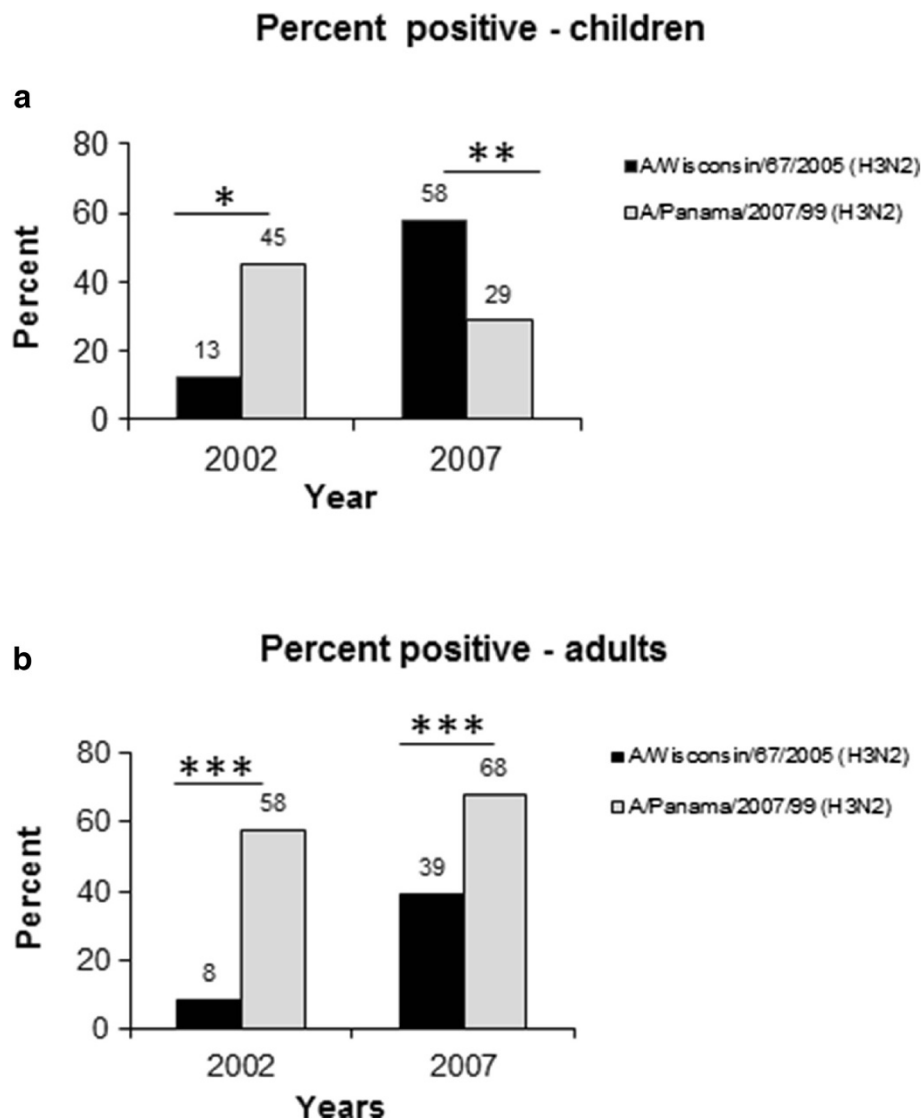 Percent positive - children
a
80
60
40
20
0
Percent
*
**
13
45
58
29
2002
2007
Year
A/Wisconsin/67/2005 (H3N2)
A/Panama/2007/99 (H3N2)
b
Percent positive - adults
80
60
40
20
0
Percent
***
***
8
58
39
68
2002
2007
Years
A/Wisconsin/67/2005 (H3N2)
A/Panama/2007/99 (H3N2)